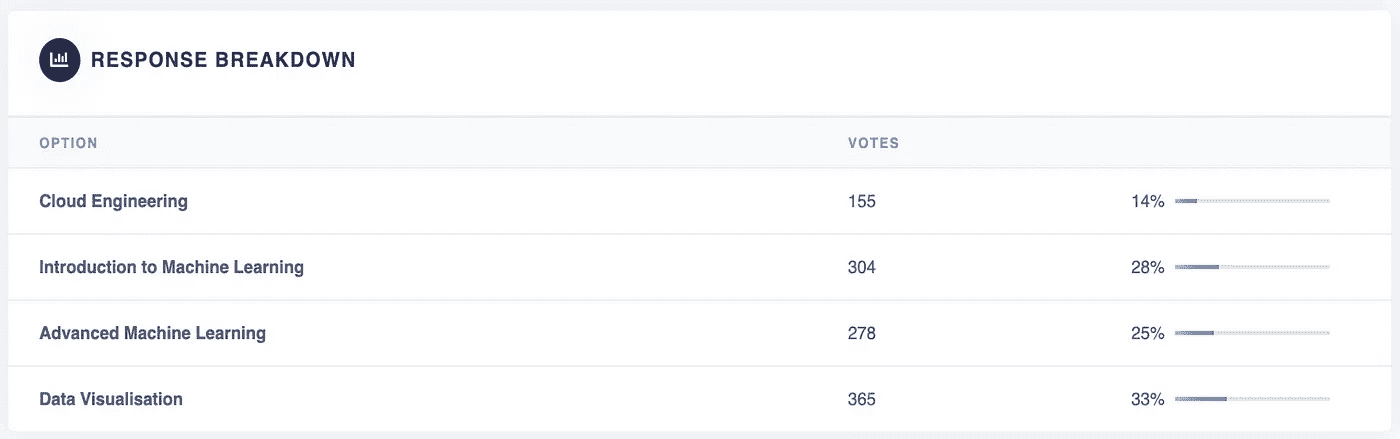 RESPONSE BREAKDOWN
OPTION VOTES
Cloud Engineering 155 14%
Introduction to Machine Learning 304 28%
Advanced Machine Learning 278 25%
Data Visualisation 365 33%